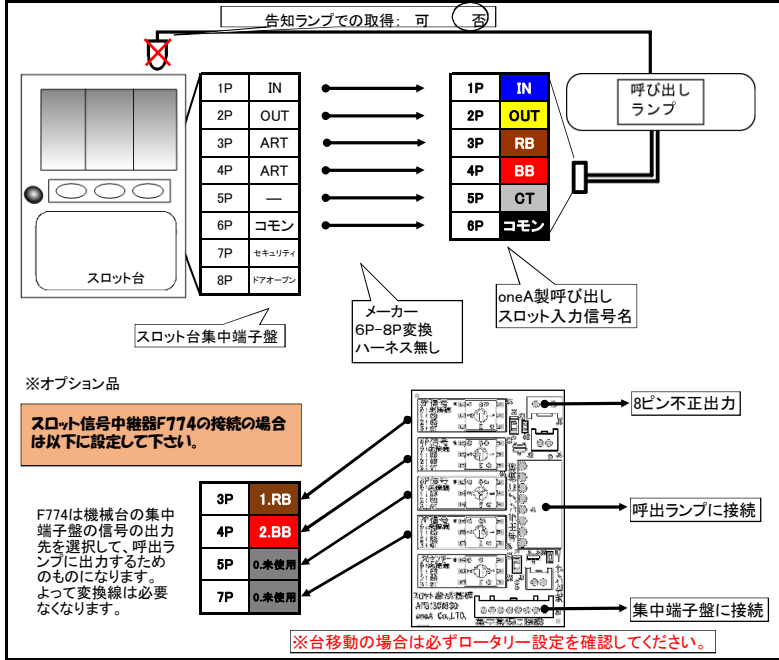 告知ランプでの取得: 可 否
1P IN
2P OUT
3P ART
4P ART
5P —
6P コモン
7P セキュリティ
8P ドアオープン
1P IN
2P OUT
3P RB
4P BB
5P CT
6P コモン
呼び出し
ランプ
スロット台
スロット台集中端子盤
メーカー
6P-8P変換
ハーネス無し
oneA製呼び出し
スロット入力信号名
※オプション品
スロット信号中継器F774の接続の場合
は以下に設定して下さい。
F774は機械台の集中
端子盤の信号の出力
先を選択して、呼出ラ
ンプに出力するため
のものになります。
よって変換線は必要
なくなります。
3P 1.RB
4P 2.BB
5P 0.未使用
7P 0.未使用
8ピン不正出力
呼出ランプに接続
集中端子盤に接続
oneA Co.,LTD.
※台移動の場合は必ずロータリー設定を確認してください。